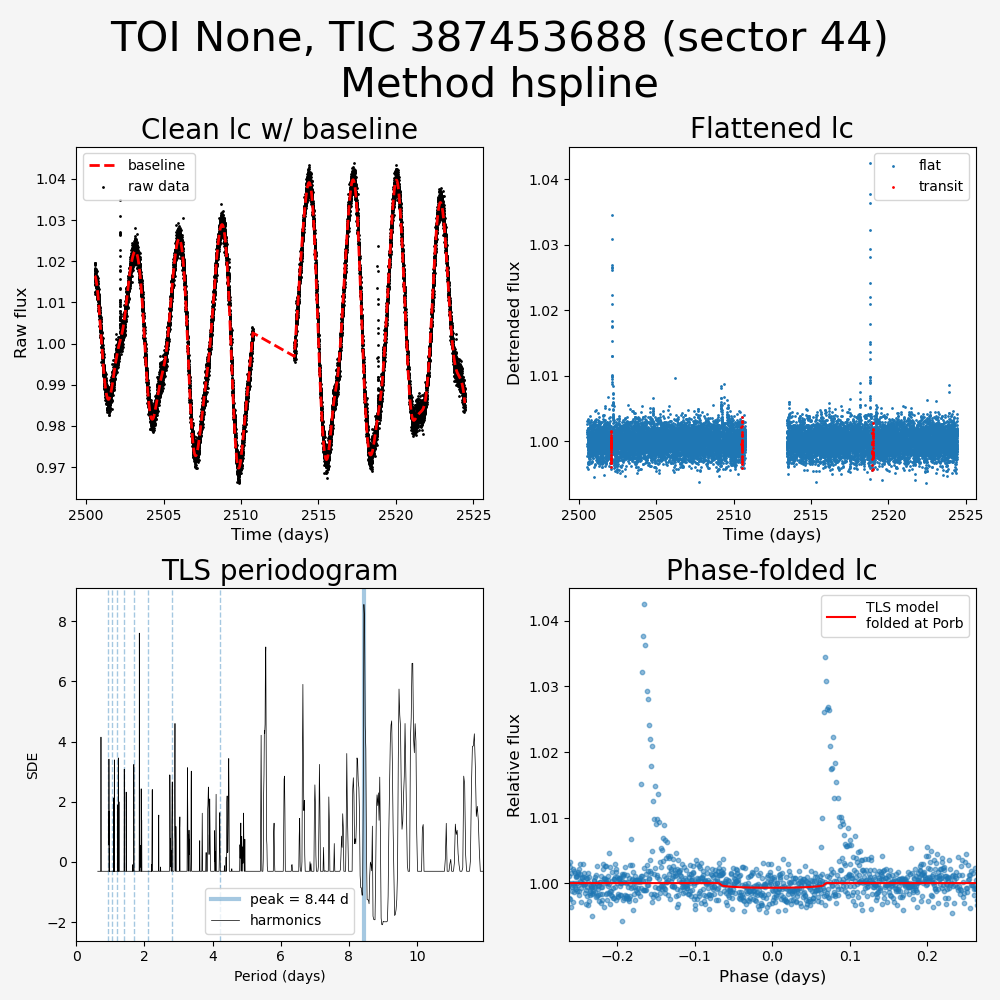 TOI None, TIC 387453688 (sector 44)
Method hspline
Clean lc w/ baseline
baseline
raw data
1.04
1.03
1.02
1.01
1.00
0.99
0.98
0.97
Raw flux
2500
2505
2510
2515
2520
2525
Time (days)
Flattened lc
flat
transit
1.04
1.03
1.02
1.01
1.00
Detrended flux
2500
2505
2510
2515
2520
2525
Time (days)
TLS periodogram
8
6
4
2
0
−2
SDE
peak = 8.44 d
harmonics
0
2
4
6
8
10
Period (days)
Phase-folded lc
TLS model
folded at Porb
1.04
1.03
1.02
1.01
1.00
Relative flux
−0.2
−0.1
0.0
0.1
0.2
Phase (days)